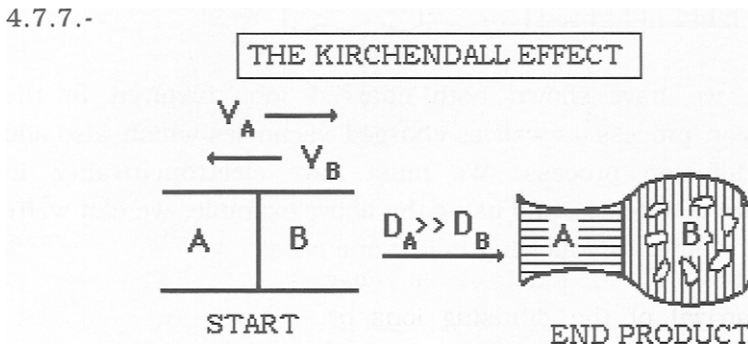 4.7.7.-
THE KIRCHENDALL EFFECT
V_A
V_B
A B
D_A >> D_B
A B
START
END PRODUCT